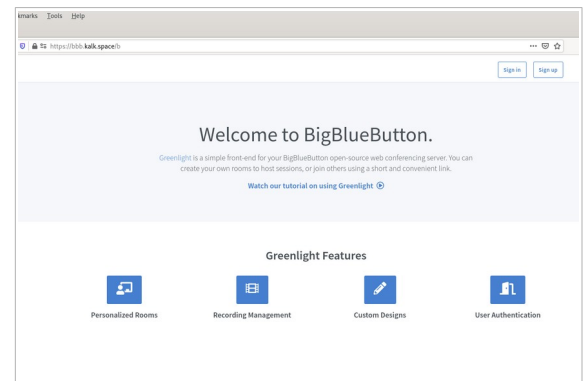 kmarks Tools Help
https://bbb.kalk.space/b
Sign in Sign up
Welcome to BigBlueButton.
Greenlight is a simple front-end for your BigBlueButton open-source web conferencing server. You can
create your own rooms to host sessions, or join others using a short and convenient link.
Watch our tutorial on using Greenlight
Greenlight Features
Personalized Rooms Recording Management Custom Designs User Authentication